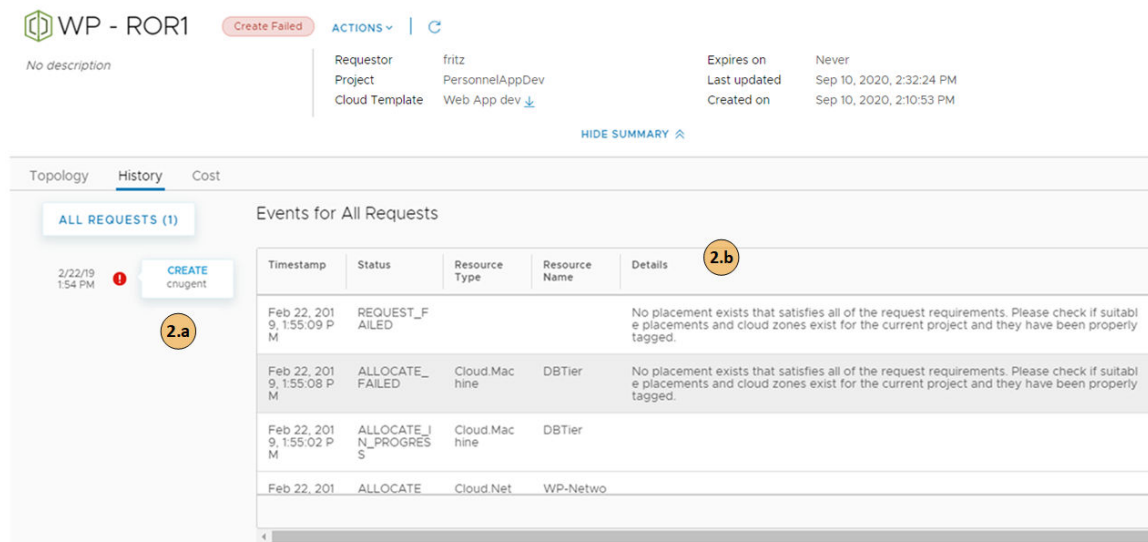 WP - ROR1 Create Failed ACTIONS
No description
Requestor fritz
Project PersonnelAppDev
Cloud Template Web App dev
Expires on Never
Last updated Sep 10, 2020, 2:32:24 PM
Created on Sep 10, 2020, 2:10:53 PM
HIDE SUMMARY
Topology History Cost
ALL REQUESTS (1)
2/22/19
1:54 PM
CREATE
cnugent
2.a
Events for All Requests
2.b
Timestamp Status Resource Type Resource Name Details
Feb 22, 201
9, 1:55:09 P
M
REQUEST_F
AILED
No placement exists that satisfies all of the request requirements. Please check if suitabl
e placements and cloud zones exist for the current project and they have been properly
tagged.
Feb 22, 201
9, 1:55:08 P
M
ALLOCATE_
FAILED
Cloud.Mac
hine
DBTier
No placement exists that satisfies all of the request requirements. Please check if suitabl
e placements and cloud zones exist for the current project and they have been properly
tagged.
Feb 22, 201
9, 1:55:02 P
M
ALLOCATE_I
N_PROGRES
S
Cloud.Mac
hine
DBTier
Feb 22, 201 ALLOCATE Cloud.Net WP-Netwo